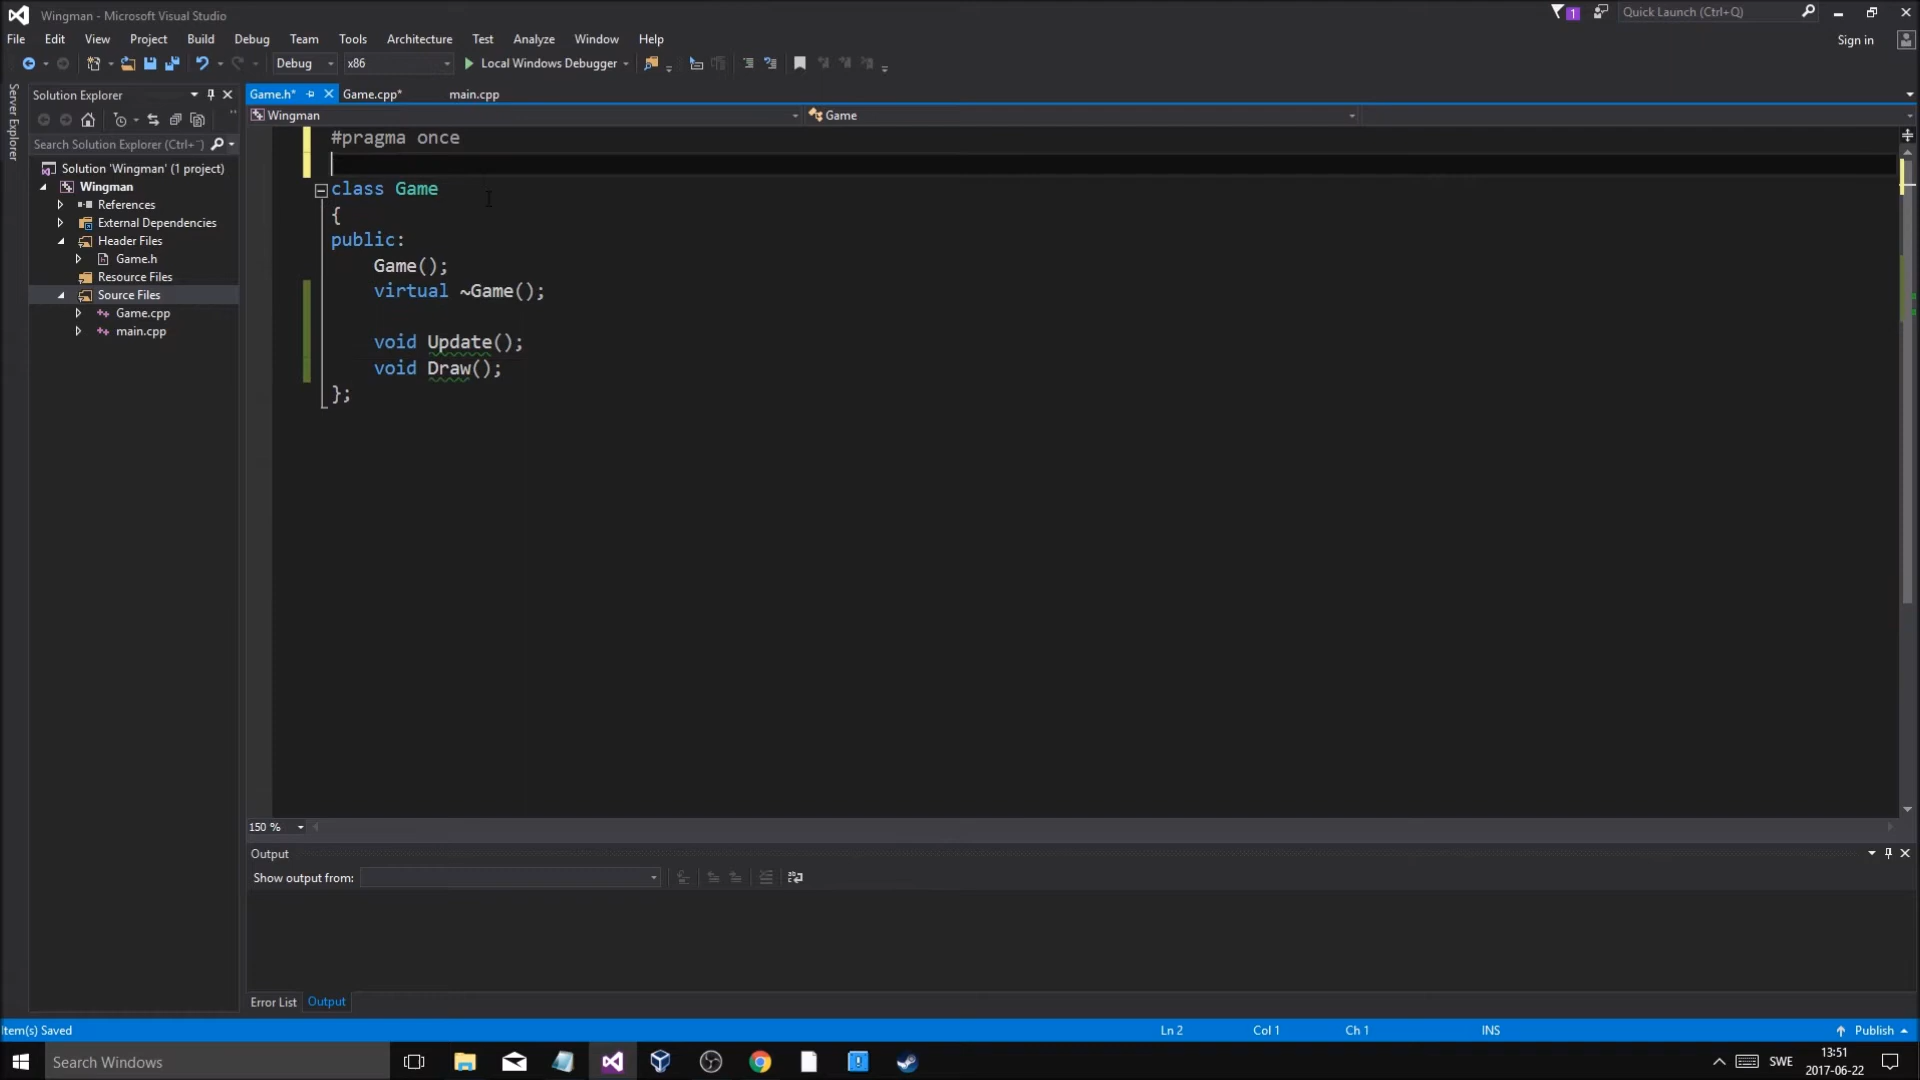 Wingman - Microsoft Visual Studio
1
Quick Launch (Ctrl+Q)
File Edit View Project Build Debug Team Tools Architecture Test Analyze Window Help
Sign in
Debug x86 Local Windows Debugger
Server Explorer
Solution Explorer
Game.h* Game.cpp* main.cpp
Wingman Game
Search Solution Explorer (Ctrl+¨)
Solution 'Wingman' (1 project)
Wingman
References
External Dependencies
Header Files
Game.h
Resource Files
Source Files
Game.cpp
main.cpp
#pragma once
class Game
{
public:
Game();
virtual ~Game();
void Update();
void Draw();
};
150 %
Output
Show output from:
Error List Output
Item(s) Saved
Ln 2 Col 1 Ch 1 INS Publish
Search Windows
SWE
13:51
2017-06-22